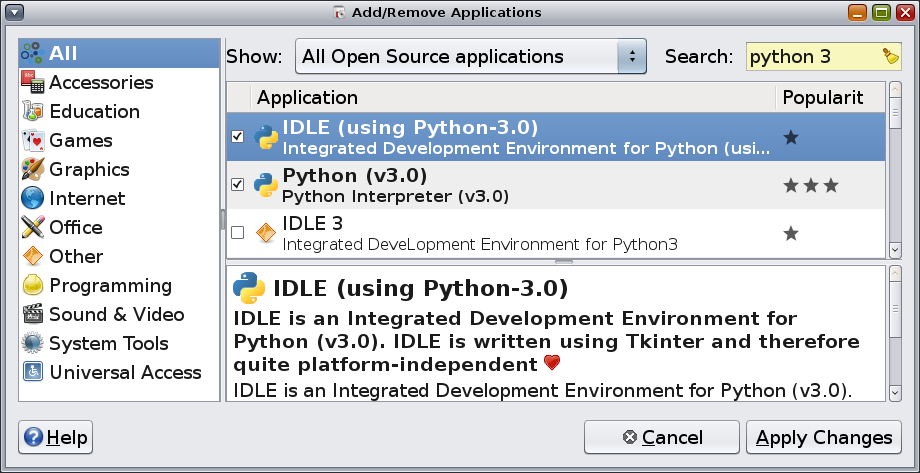 Add/Remove Applications
All
Accessories
Education
Games
Graphics
Internet
Office
Other
Programming
Sound & Video
System Tools
Universal Access
Show: All Open Source applications Search: python 3
Application Popularit
IDLE (using Python-3.0)
Integrated Development Environment for Python (usi...
Python (v3.0)
Python Interpreter (v3.0)
IDLE 3
Integrated DeveLopment Environment for Python3
IDLE (using Python-3.0)
IDLE is an Integrated Development Environment for
Python (v3.0). IDLE is written using Tkinter and therefore
quite platform-independent
IDLE is an Integrated Development Environment for Python (v3.0).
Help Cancel Apply Changes